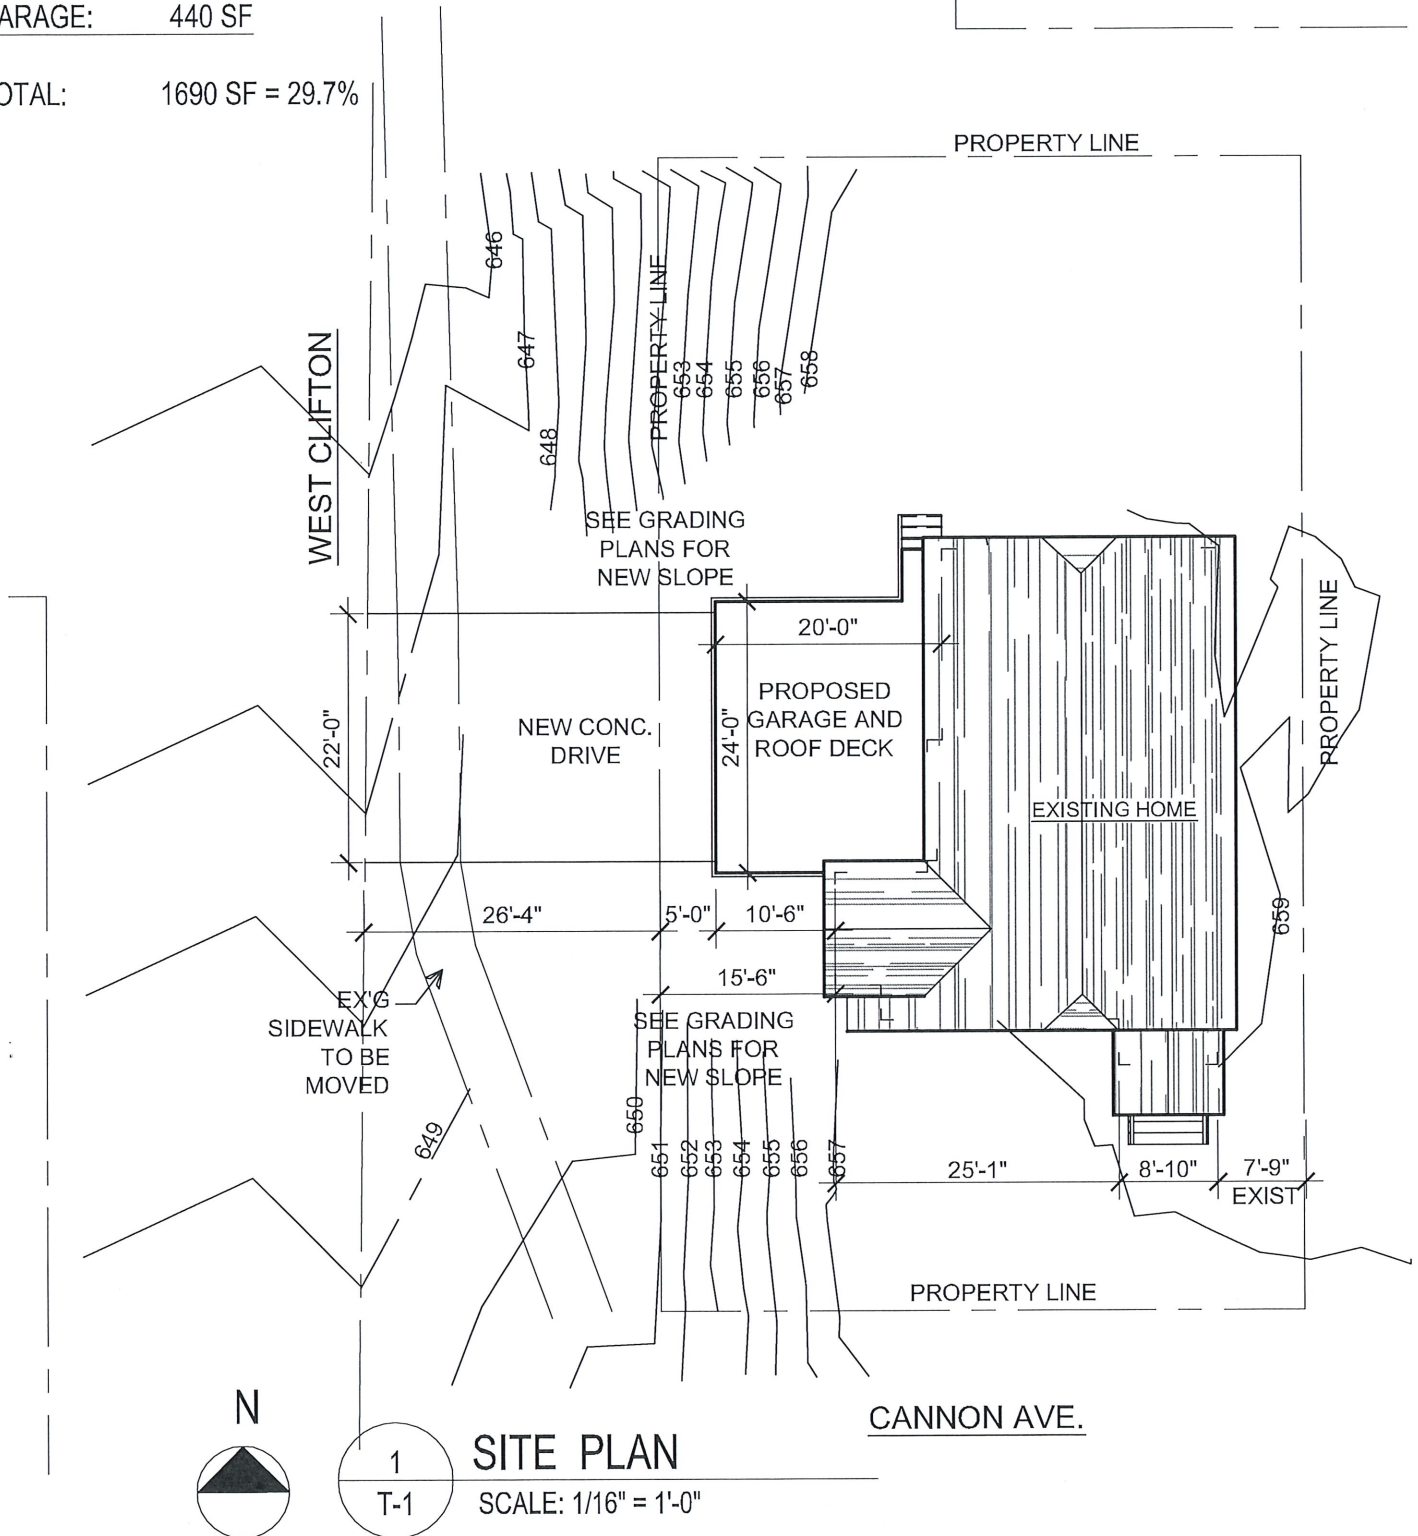 ARAGE: 440 SF
OTAL: 1690 SF = 29.7%
PROPERTY LINE
646
647
648
PROPERTY LINE
653
654
655
656
657
658
WEST CLIFTON
SEE GRADING
PLANS FOR
NEW SLOPE
20'-0"
PROPOSED
GARAGE AND
ROOF DECK
24'-0"
22'-0"
NEW CONC.
DRIVE
EXISTING HOME
PROPERTY LINE
659
26'-4"
5'-0"
10'-6"
15'-6"
EX'G
SIDEWALK
TO BE
MOVED
SEE GRADING
PLANS FOR
NEW SLOPE
649
650
651
652
653
654
655
656
657
25'-1"
8'-10"
7'-9"
EXIST
PROPERTY LINE
CANNON AVE.
N
1
T-1
SITE PLAN
SCALE: 1/16" = 1'-0"